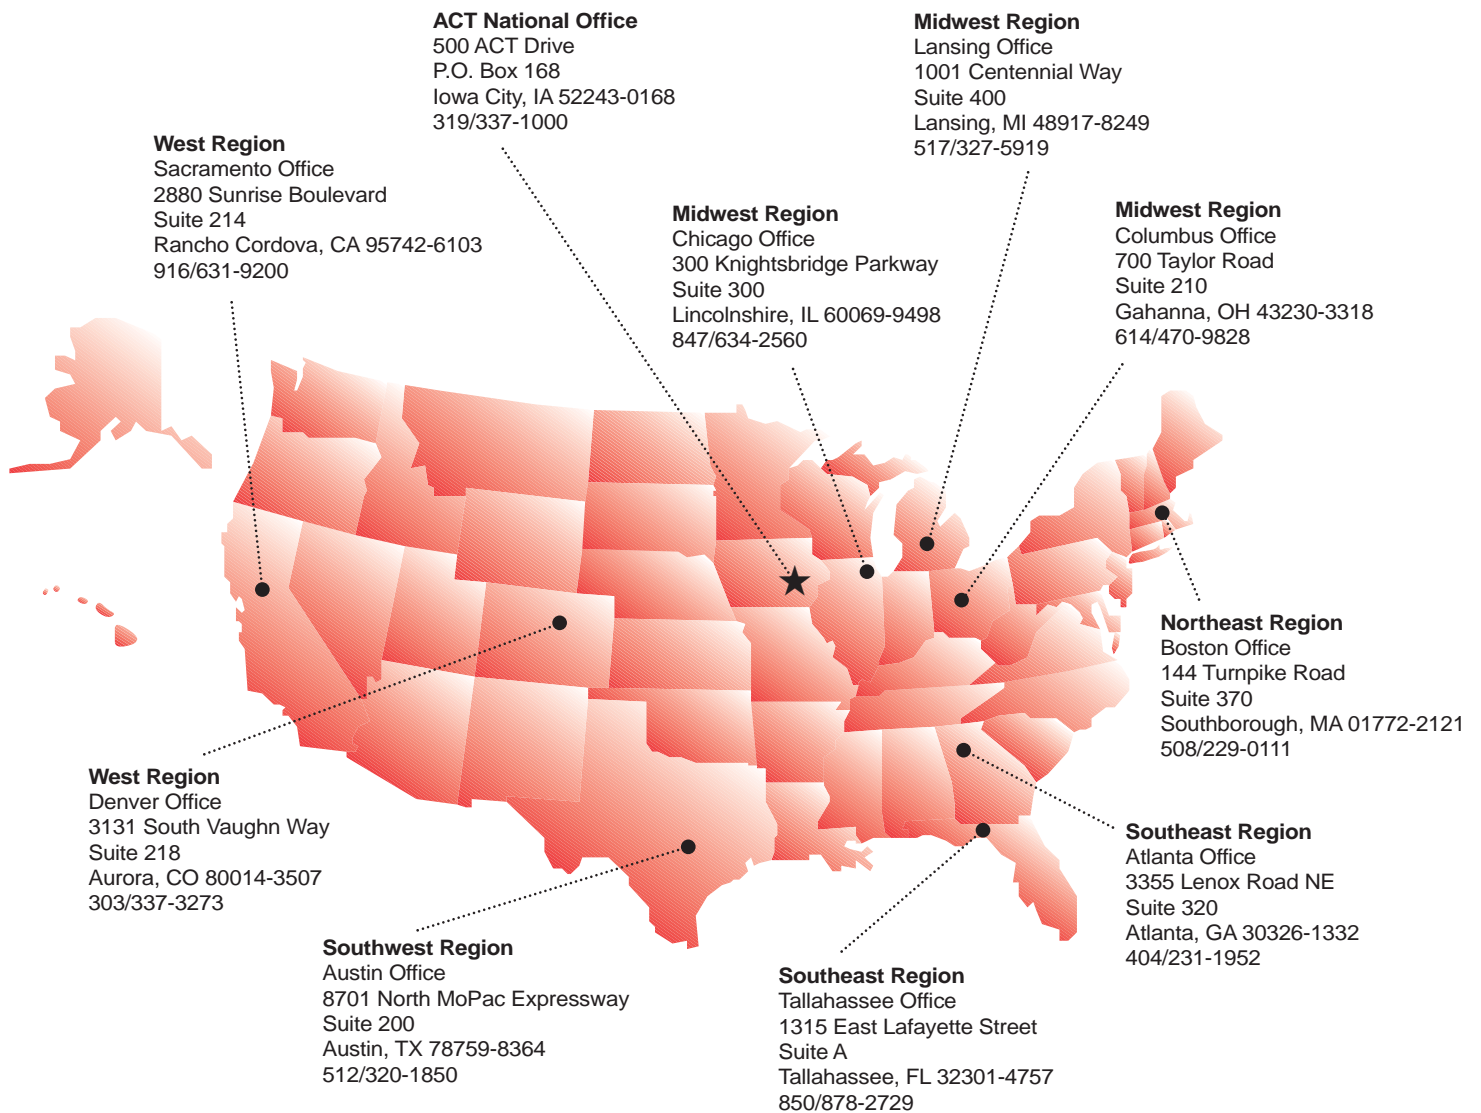 ACT National Office
500 ACT Drive
P.O. Box 168
Iowa City, IA 52243-0168
319/337-1000
Midwest Region
Lansing Office
1001 Centennial Way
Suite 400
Lansing, MI 48917-8249
517/327-5919
West Region
Sacramento Office
2880 Sunrise Boulevard
Suite 214
Rancho Cordova, CA 95742-6103
916/631-9200
Midwest Region
Chicago Office
300 Knightsbridge Parkway
Suite 300
Lincolnshire, IL 60069-9498
847/634-2560
Midwest Region
Columbus Office
700 Taylor Road
Suite 210
Gahanna, OH 43230-3318
614/470-9828
Northeast Region
Boston Office
144 Turnpike Road
Suite 370
Southborough, MA 01772-2121
508/229-0111
West Region
Denver Office
3131 South Vaughn Way
Suite 218
Aurora, CO 80014-3507
303/337-3273
Southeast Region
Atlanta Office
3355 Lenox Road NE
Suite 320
Atlanta, GA 30326-1332
404/231-1952
Southwest Region
Austin Office
8701 North MoPac Expressway
Suite 200
Austin, TX 78759-8364
512/320-1850
Southeast Region
Tallahassee Office
1315 East Lafayette Street
Suite A
Tallahassee, FL 32301-4757
850/878-2729